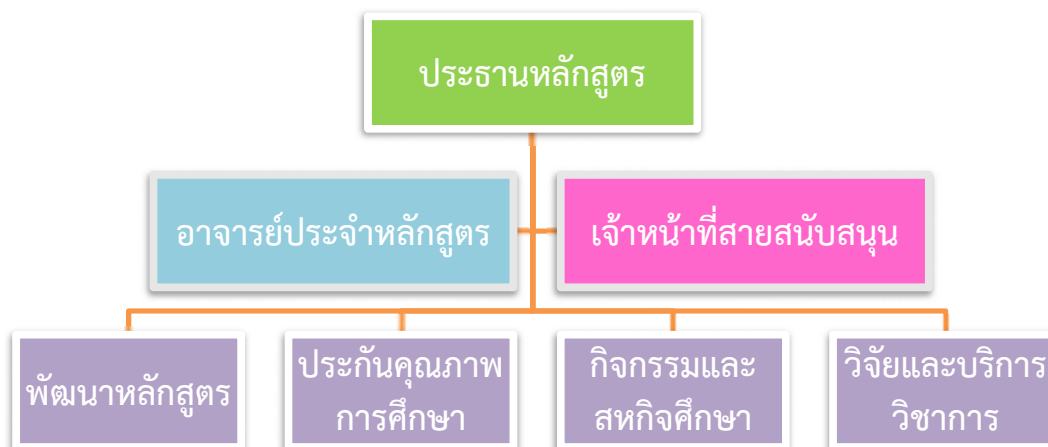 ประธานหลักสูตร
อาจารย์ประจำหลักสูตร
เจ้าหน้าที่สายสนับสนุน
พัฒนาหลักสูตร
ประกันคุณภาพ
การศึกษา
กิจกรรมและ
สหกิจศึกษา
วิจัยและบริการ
วิชาการ